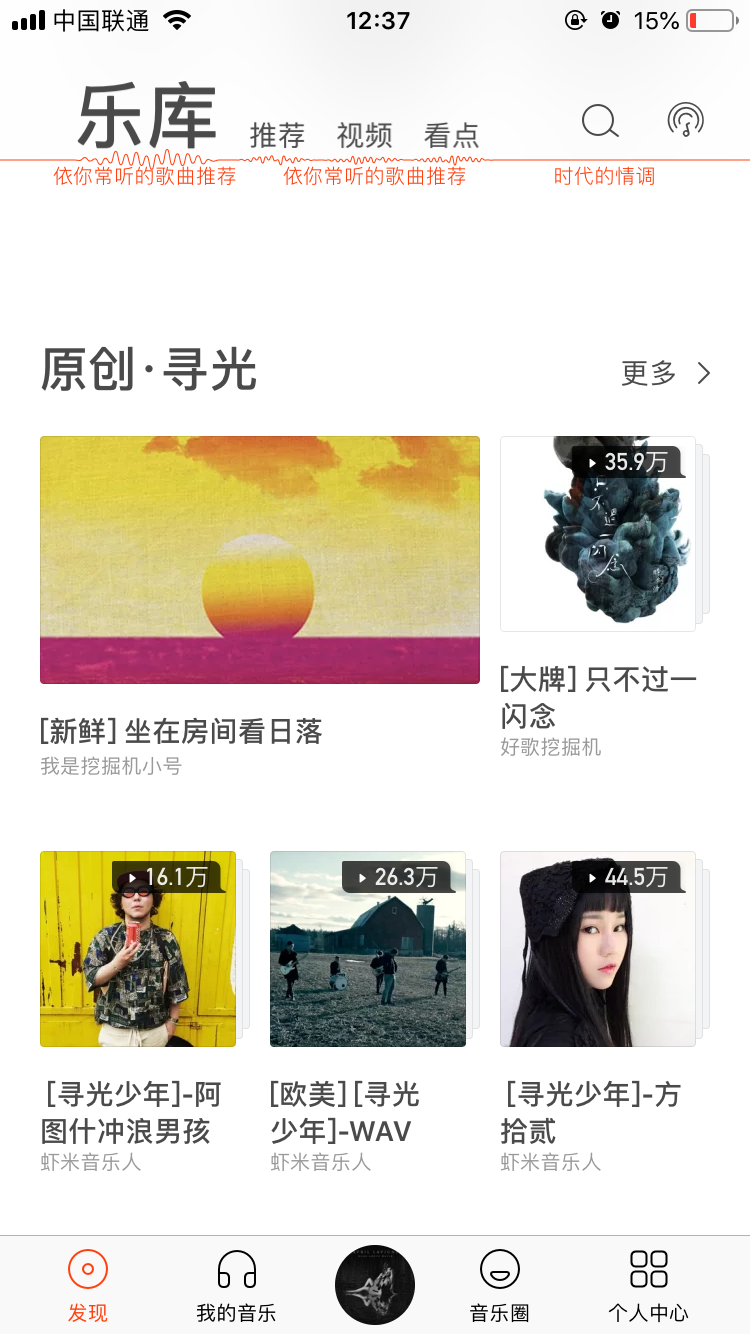 中国联通 12:37 15%
乐库 推荐 视频 看点
依你常听的歌曲推荐 依你常听的歌曲推荐 时代的情调
原创·寻光 更多
35.9万
只不过一闪念
[大牌] 只不过一
闪念
好歌挖掘机
[新鲜] 坐在房间看日落
我是挖掘机小号
16.1万 26.3万 44.5万
[寻光少年]-阿
图什冲浪男孩
虾米音乐人
[欧美] [寻光
少年]-WAV
虾米音乐人
[寻光少年]-方
拾贰
虾米音乐人
发现 我的音乐 音乐圈 个人中心